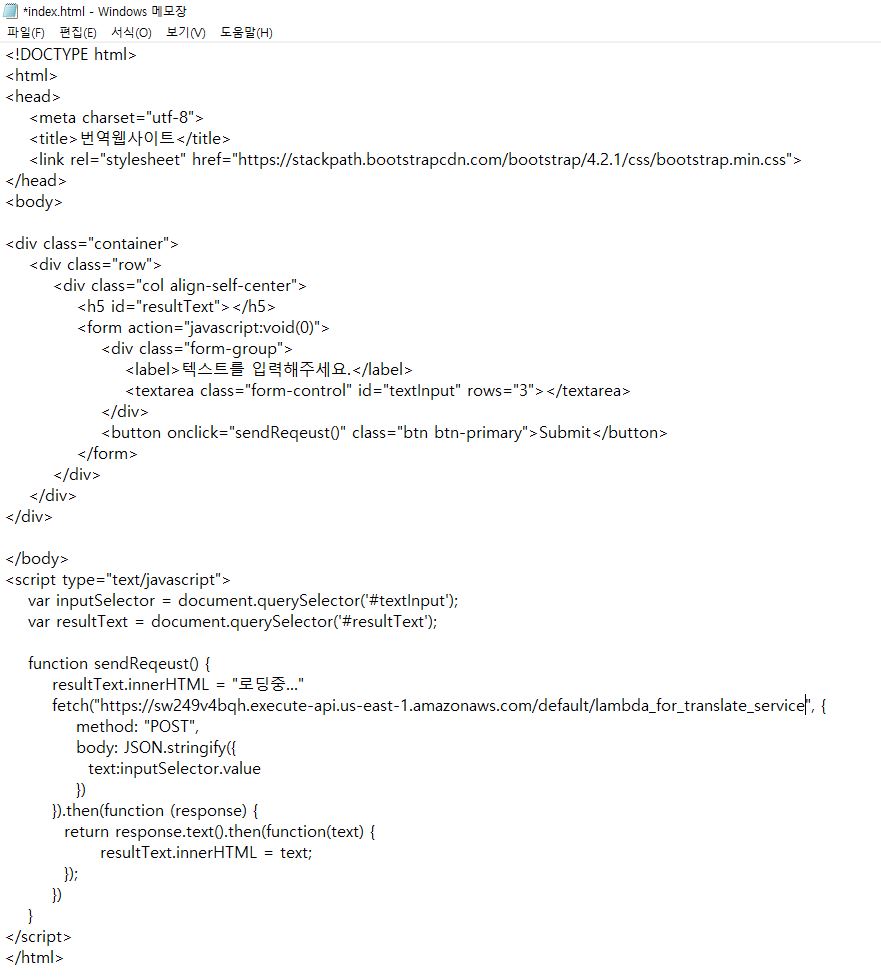 *index.html - Windows 메모장
파일(F) 편집(E) 서식(O) 보기(V) 도움말(H)
<!DOCTYPE html>
<html>
<head>
    <meta charset="utf-8">
    <title>번역웹사이트</title>
    <link rel="stylesheet" href="https://stackpath.bootstrapcdn.com/bootstrap/4.2.1/css/bootstrap.min.css">
</head>
<body>

<div class="container">
    <div class="row">
        <div class="col align-self-center">
            <h5 id="resultText"></h5>
            <form action="javascript:void(0)">
                <div class="form-group">
                    <label>텍스트를 입력해주세요.</label>
                    <textarea class="form-control" id="textInput" rows="3"></textarea>
                </div>
                <button onclick="sendReqeust()" class="btn btn-primary">Submit</button>
            </form>
        </div>
    </div>
</div>

</body>
<script type="text/javascript">
    var inputSelector = document.querySelector('#textInput');
    var resultText = document.querySelector('#resultText');

    function sendReqeust() {
        resultText.innerHTML = "로딩중..."
        fetch("https://sw249v4bqh.execute-api.us-east-1.amazonaws.com/default/lambda_for_translate_service", {
            method: "POST",
            body: JSON.stringify({
              text:inputSelector.value
            })
        }).then(function (response) {
          return response.text().then(function(text) {
                resultText.innerHTML = text;
          });
        })
    }
</script>
</html>